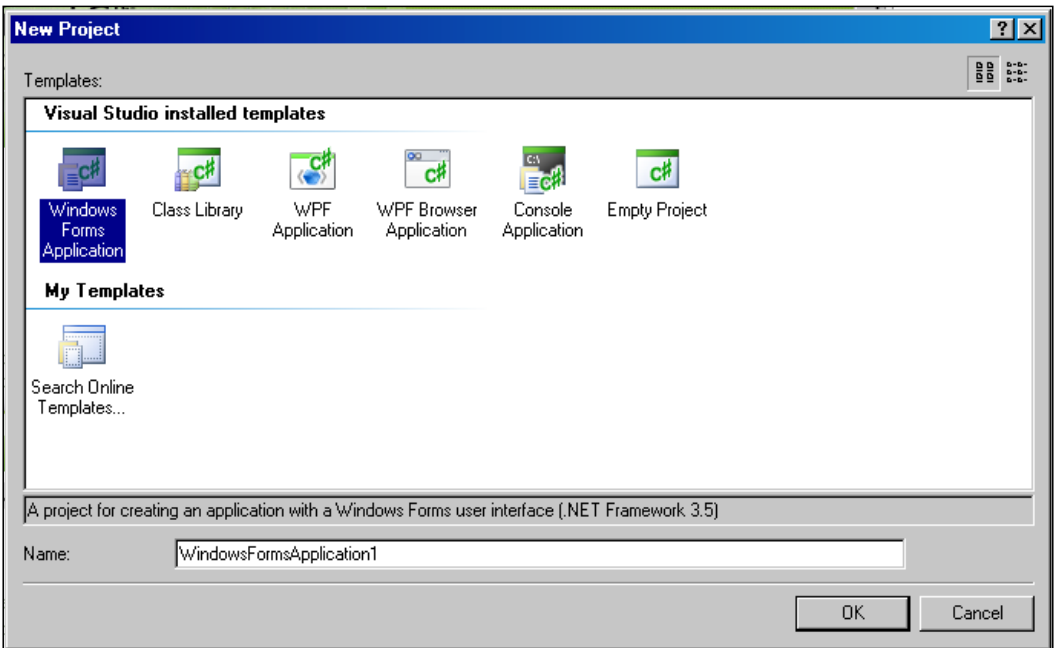 New Project
Templates:
Visual Studio installed templates
Windows Forms Application
Class Library
WPF Application
WPF Browser Application
Console Application
Empty Project
My Templates
Search Online Templates...
A project for creating an application with a Windows Forms user interface (.NET Framework 3.5)
Name:
WindowsFormsApplication1
OK
Cancel